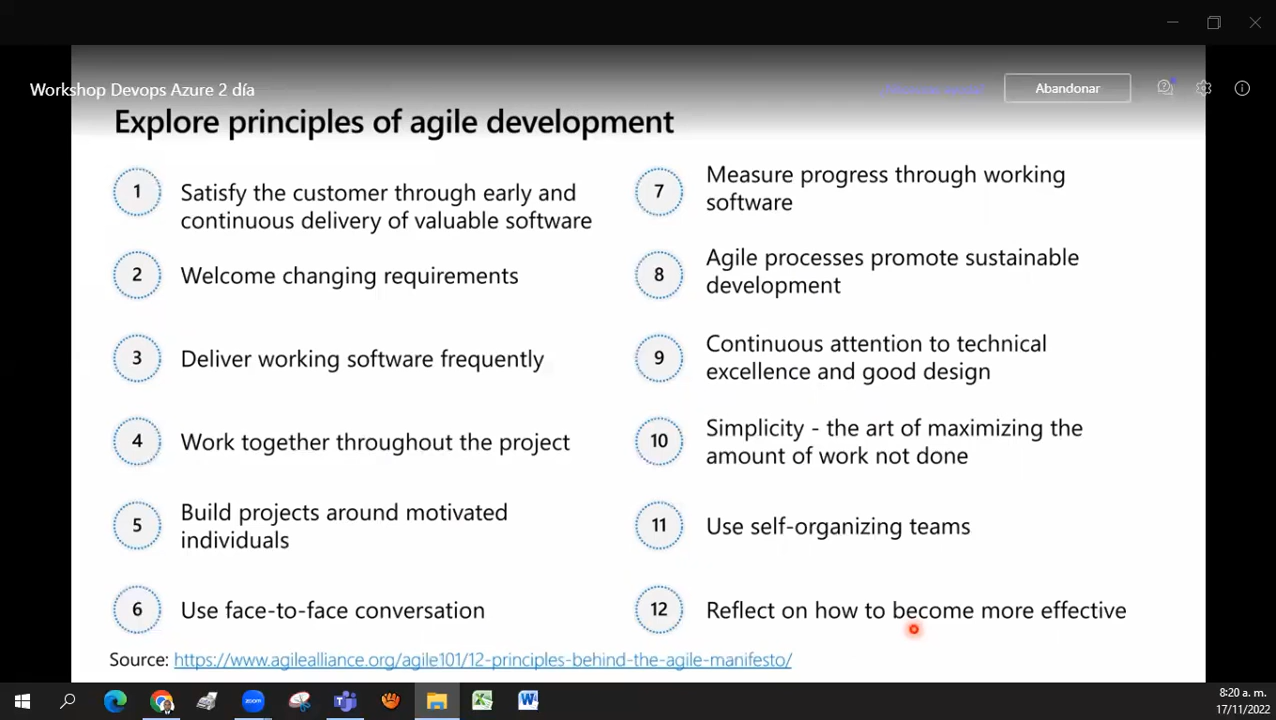 Workshop Devops Azure 2 día
Abandonar
Explore principles of agile development
1
Satisfy the customer through early and
continuous delivery of valuable software
2
Welcome changing requirements
3
Deliver working software frequently
4
Work together throughout the project
5
Build projects around motivated
individuals
6
Use face-to-face conversation
7
Measure progress through working
software
8
Agile processes promote sustainable
development
9
Continuous attention to technical
excellence and good design
10
Simplicity - the art of maximizing the
amount of work not done
11
Use self-organizing teams
12
Reflect on how to become more effective
Source: https://www.agilealliance.org/agile101/12-principles-behind-the-agile-manifesto/
zoom
8:20 a. m.
17/11/2022